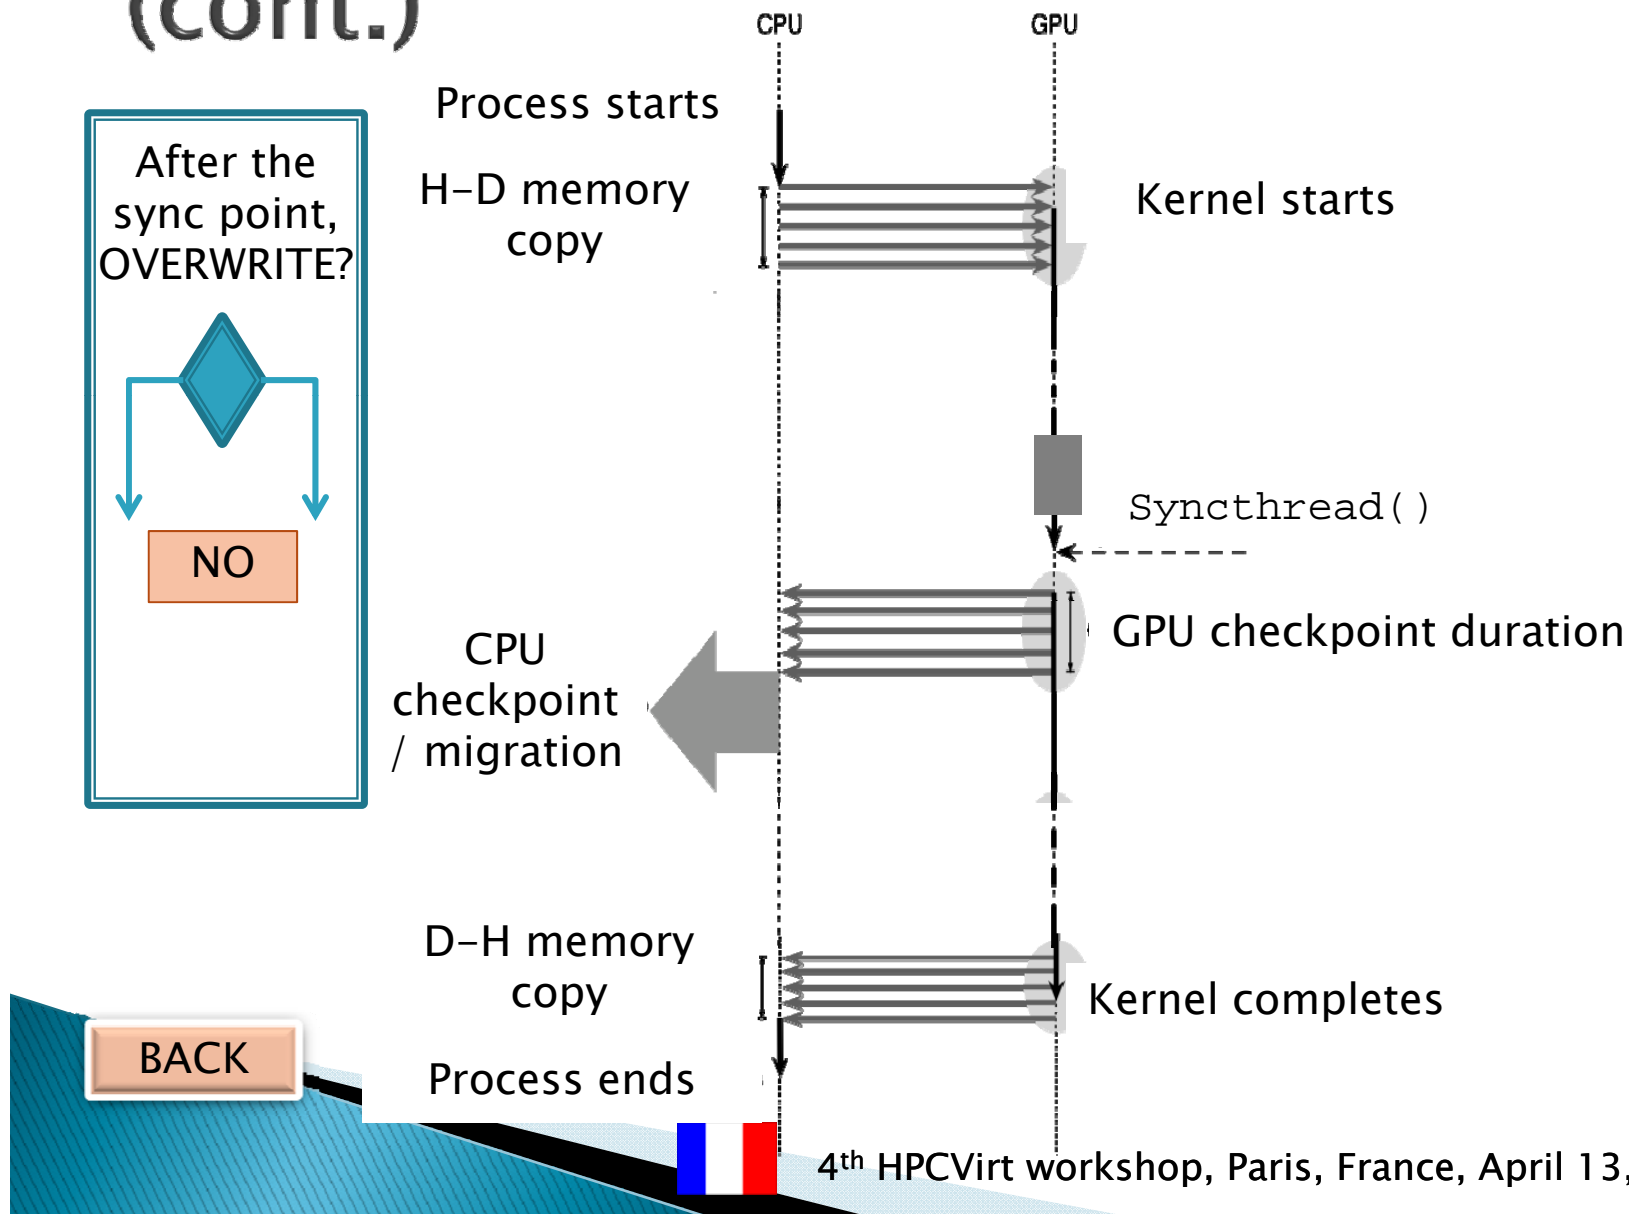 (cont.)
CPU
GPU
Process starts
After the
sync point,
OVERWRITE?
H-D memory
copy
Kernel starts
Syncthread()
NO
GPU checkpoint duration
CPU
checkpoint
/ migration
D-H memory
copy
Kernel completes
BACK
Process ends
4th HPCVirt workshop, Paris, France, April 13,